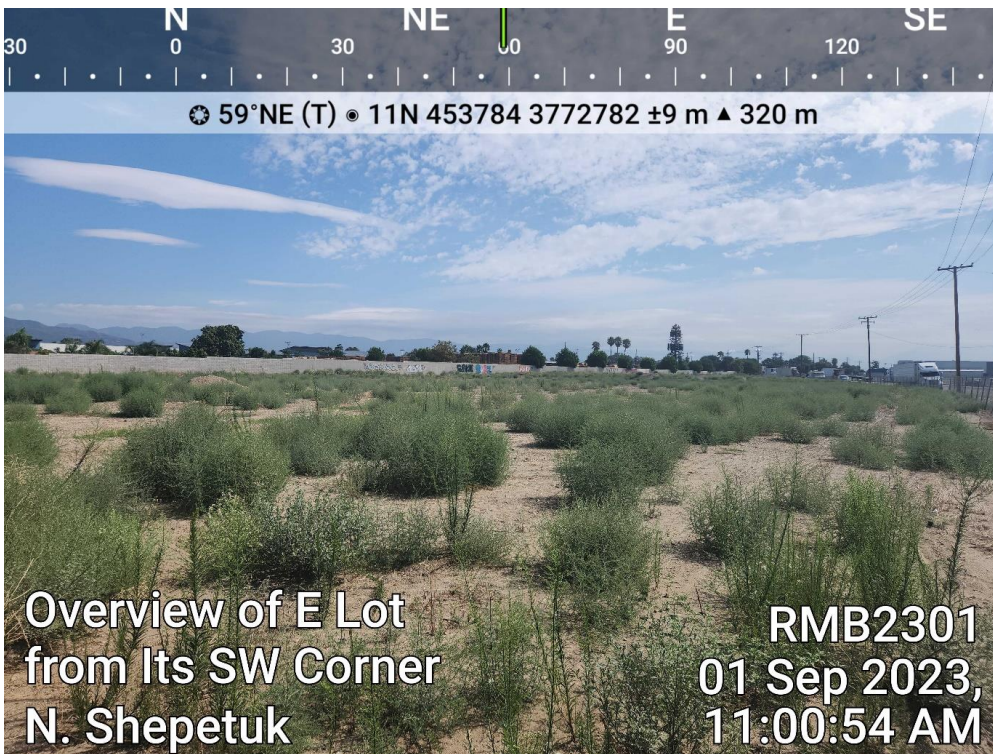 N NE E SE
30 0 30 60 90 120
59°NE (T) 11N 453784 3772782 ±9 m ▲ 320 m
Overview of E Lot
from Its SW Corner
N. Shepetuk
RMB2301
01 Sep 2023,
11:00:54 AM